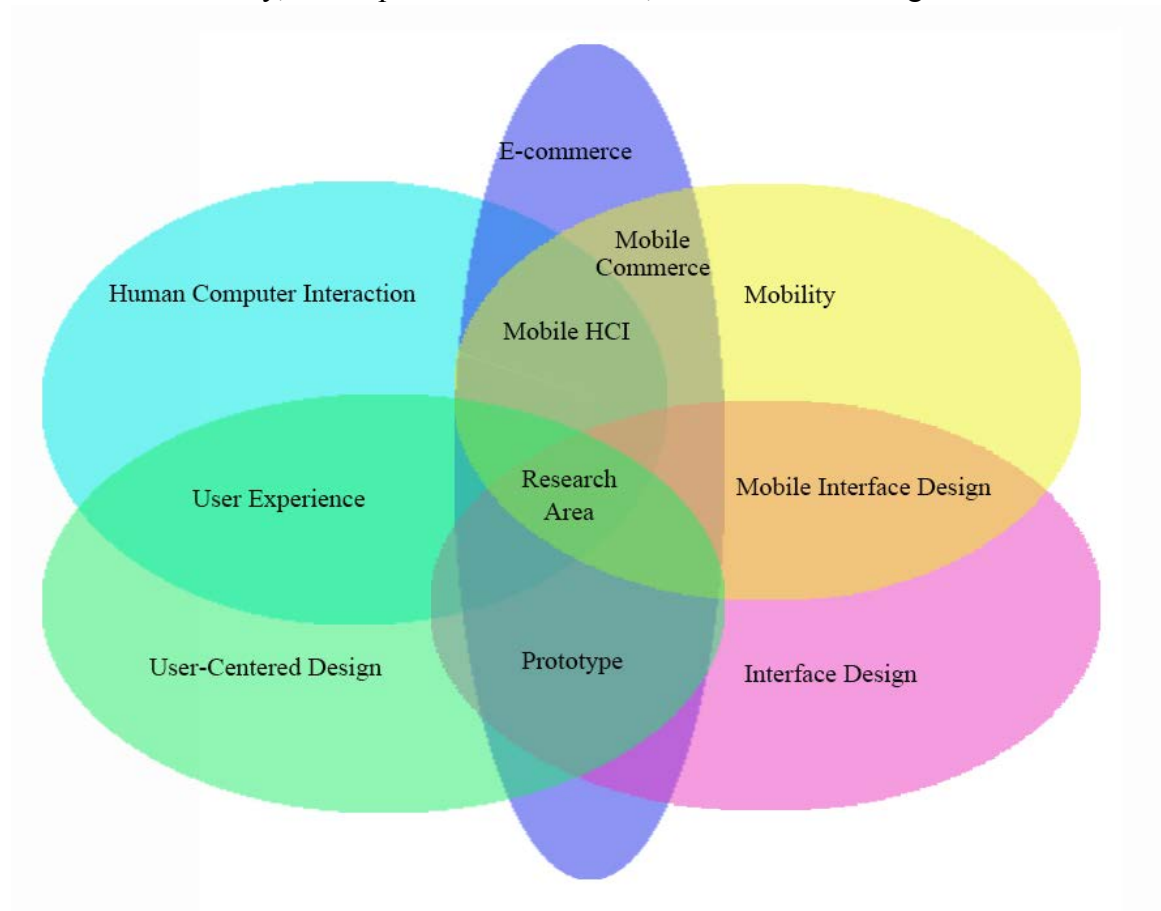 E-commerce
Mobile
Commerce
Human Computer Interaction
Mobility
Mobile HCI
Research
Area
User Experience
Mobile Interface Design
User-Centered Design
Prototype
Interface Design